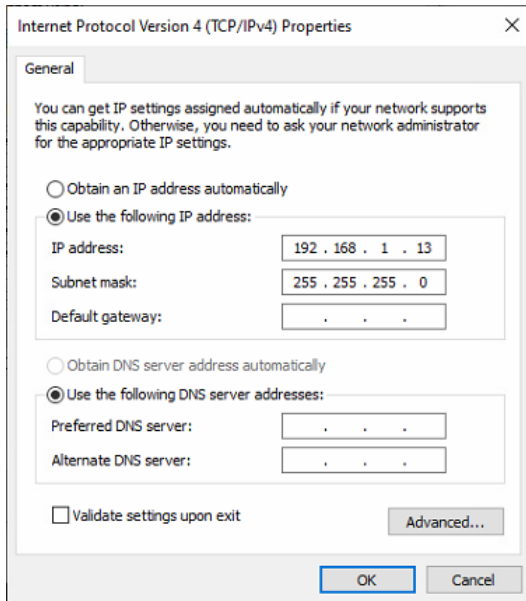 Internet Protocol Version 4 (TCP/IPv4) Properties
General
You can get IP settings assigned automatically if your network supports
this capability. Otherwise, you need to ask your network administrator
for the appropriate IP settings.
Obtain an IP address automatically
Use the following IP address:
IP address: 192 . 168 . 1 . 13
Subnet mask: 255 . 255 . 255 . 0
Default gateway: . . .
Obtain DNS server address automatically
Use the following DNS server addresses:
Preferred DNS server: . . .
Alternate DNS server: . . .
Validate settings upon exit
Advanced...
OK Cancel